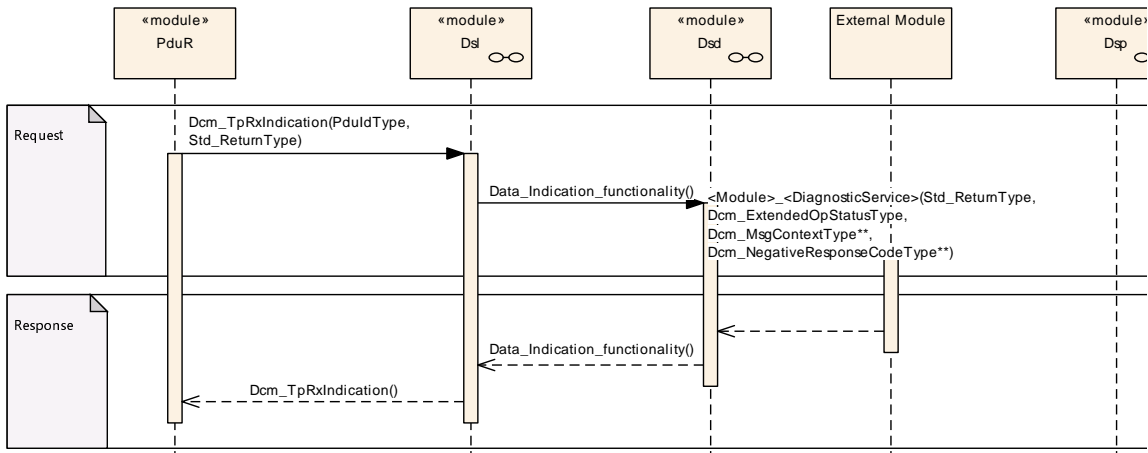 «module»
PduR
«module»
Dsl
«module»
Dsd
External Module
«module»
Dsp
Request
Dcm_TpRxIndication(PduIdType,
Std_ReturnType)
Data_Indication_functionality()
<Module>_<DiagnosticService>(Std_ReturnType,
Dcm_ExtendedOpStatusType,
Dcm_MsgContextType**,
Dcm_NegativeResponseCodeType**)
Response
Data_Indication_functionality()
Dcm_TpRxIndication()